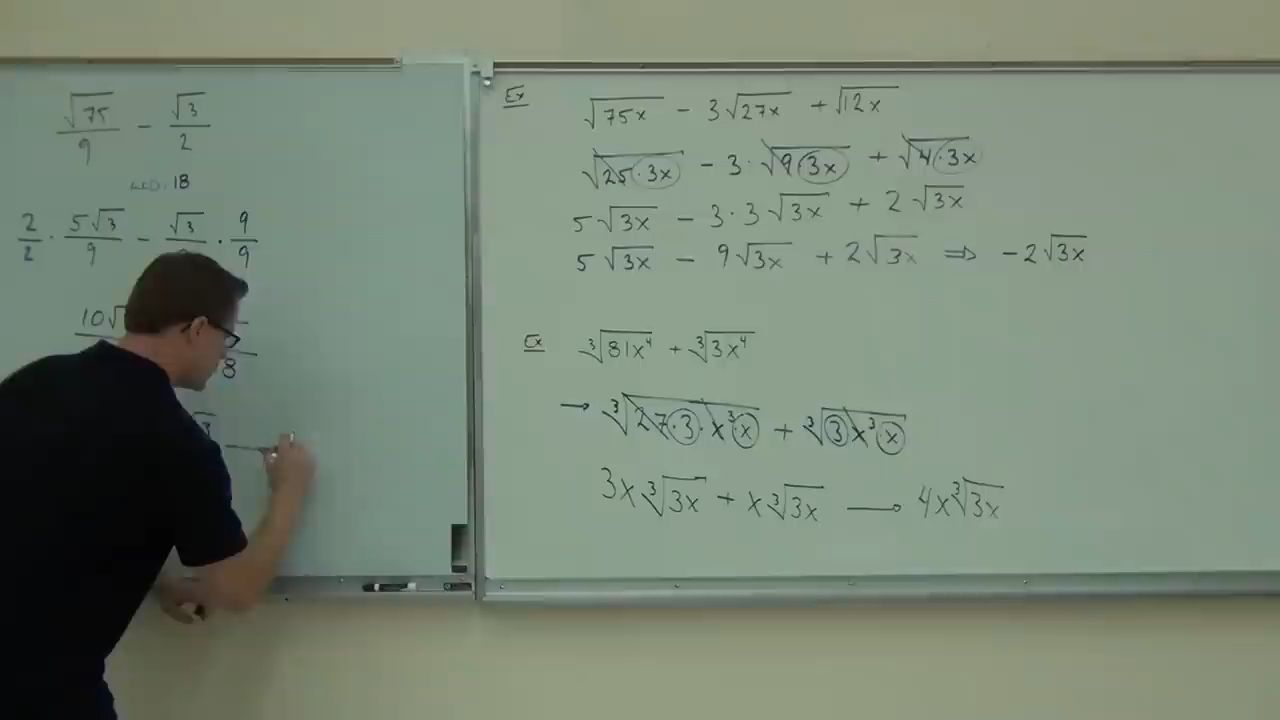 √75/9 − √3/2
LCD: 18
2/2 · 5√3/9 − √3 · 9/9
10√
8
√3
Ex √75x − 3√27x + √12x
√25·3x − 3·√9·3x + √4·3x
5√3x − 3·3√3x + 2√3x
5√3x − 9√3x + 2√3x ⇒ −2√3x
Ex ∛81x⁴ + ∛3x⁴
→ ∛27·3·x³·x + ∛3x³·x
3x∛3x + x∛3x → 4x∛3x